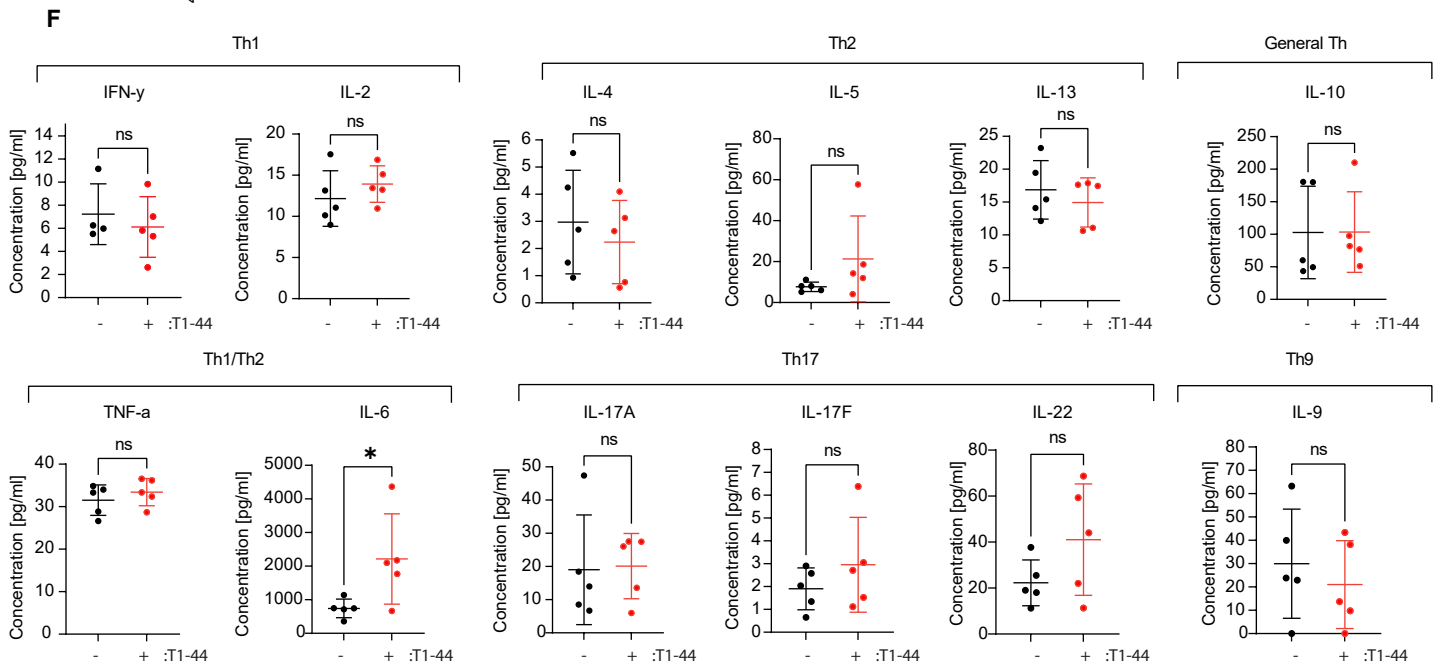 F
Th1
Th2
General Th
IFN-y
IL-2
IL-4
IL-5
IL-13
IL-10
Concentration [pg/ml]
14
12
10
8
6
4
2
0
ns
- + :T1-44
Concentration [pg/ml]
20
15
10
5
0
ns
- + :T1-44
Concentration [pg/ml]
6
5
4
3
2
1
0
ns
- + :T1-44
Concentration [pg/ml]
80
60
40
20
0
ns
- + :T1-44
Concentration [pg/ml]
25
20
15
10
5
0
ns
- + :T1-44
Concentration [pg/ml]
250
200
150
100
50
0
ns
- + :T1-44
Th1/Th2
Th17
Th9
TNF-a
IL-6
IL-17A
IL-17F
IL-22
IL-9
Concentration [pg/ml]
40
30
20
10
0
ns
- + :T1-44
Concentration [pg/ml]
5000
4000
3000
2000
1000
0
*
- + :T1-44
Concentration [pg/ml]
50
40
30
20
10
0
ns
- + :T1-44
Concentration [pg/ml]
8
7
6
5
4
3
2
1
0
ns
- + :T1-44
Concentration [pg/ml]
80
60
40
20
0
ns
- + :T1-44
Concentration [pg/ml]
80
70
60
50
40
30
20
10
0
ns
- + :T1-44